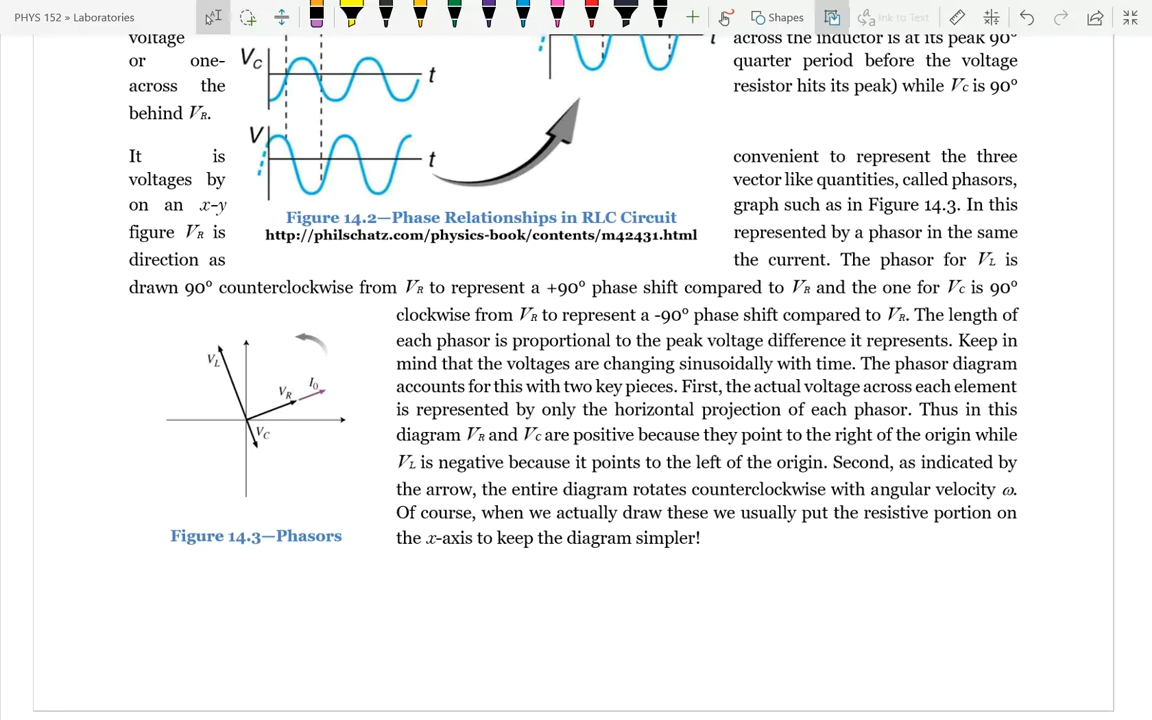 PHYS 152 » Laboratories
Shapes
Ink to Text
voltage
or one-
across the
behind VR.
It is
voltages by
on an x-y
figure VR is
direction as
VC
t
V
t
t
Figure 14.2—Phase Relationships in RLC Circuit
http://philschatz.com/physics-book/contents/m42431.html
across the inductor is at its peak 90°
quarter period before the voltage
resistor hits its peak) while VC is 90°
convenient to represent the three
vector like quantities, called phasors,
graph such as in Figure 14.3. In this
represented by a phasor in the same
the current. The phasor for VL is
drawn 90° counterclockwise from VR to represent a +90° phase shift compared to VR and the one for VC is 90°
clockwise from VR to represent a -90° phase shift compared to VR. The length of
each phasor is proportional to the peak voltage difference it represents. Keep in
mind that the voltages are changing sinusoidally with time. The phasor diagram
accounts for this with two key pieces. First, the actual voltage across each element
is represented by only the horizontal projection of each phasor. Thus in this
diagram VR and VC are positive because they point to the right of the origin while
VL is negative because it points to the left of the origin. Second, as indicated by
the arrow, the entire diagram rotates counterclockwise with angular velocity ω.
Of course, when we actually draw these we usually put the resistive portion on
the x-axis to keep the diagram simpler!
VL
VR
I0
VC
Figure 14.3—Phasors